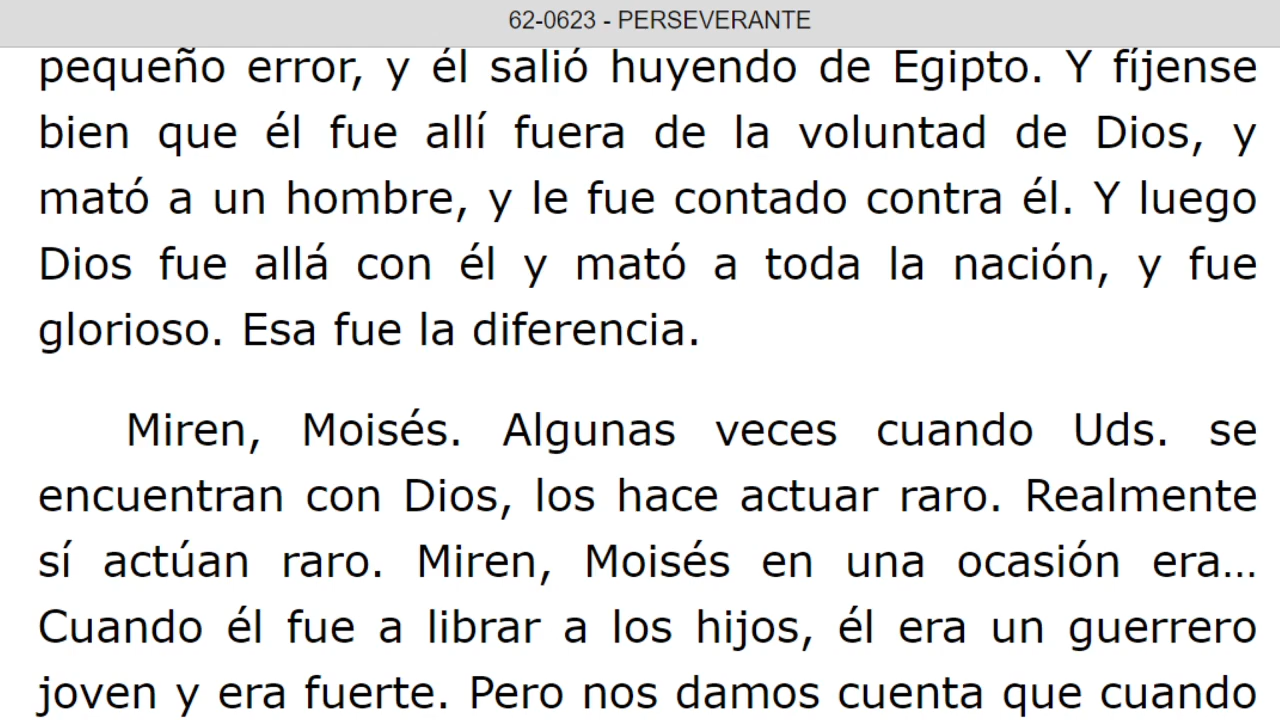 62-0623 - PERSEVERANTE
pequeño error, y él salió huyendo de Egipto. Y fíjense
bien que él fue allí fuera de la voluntad de Dios, y
mató a un hombre, y le fue contado contra él. Y luego
Dios fue allá con él y mató a toda la nación, y fue
glorioso. Esa fue la diferencia.
Miren, Moisés. Algunas veces cuando Uds. se
encuentran con Dios, los hace actuar raro. Realmente
sí actúan raro. Miren, Moisés en una ocasión era...
Cuando él fue a librar a los hijos, él era un guerrero
joven y era fuerte. Pero nos damos cuenta que cuando